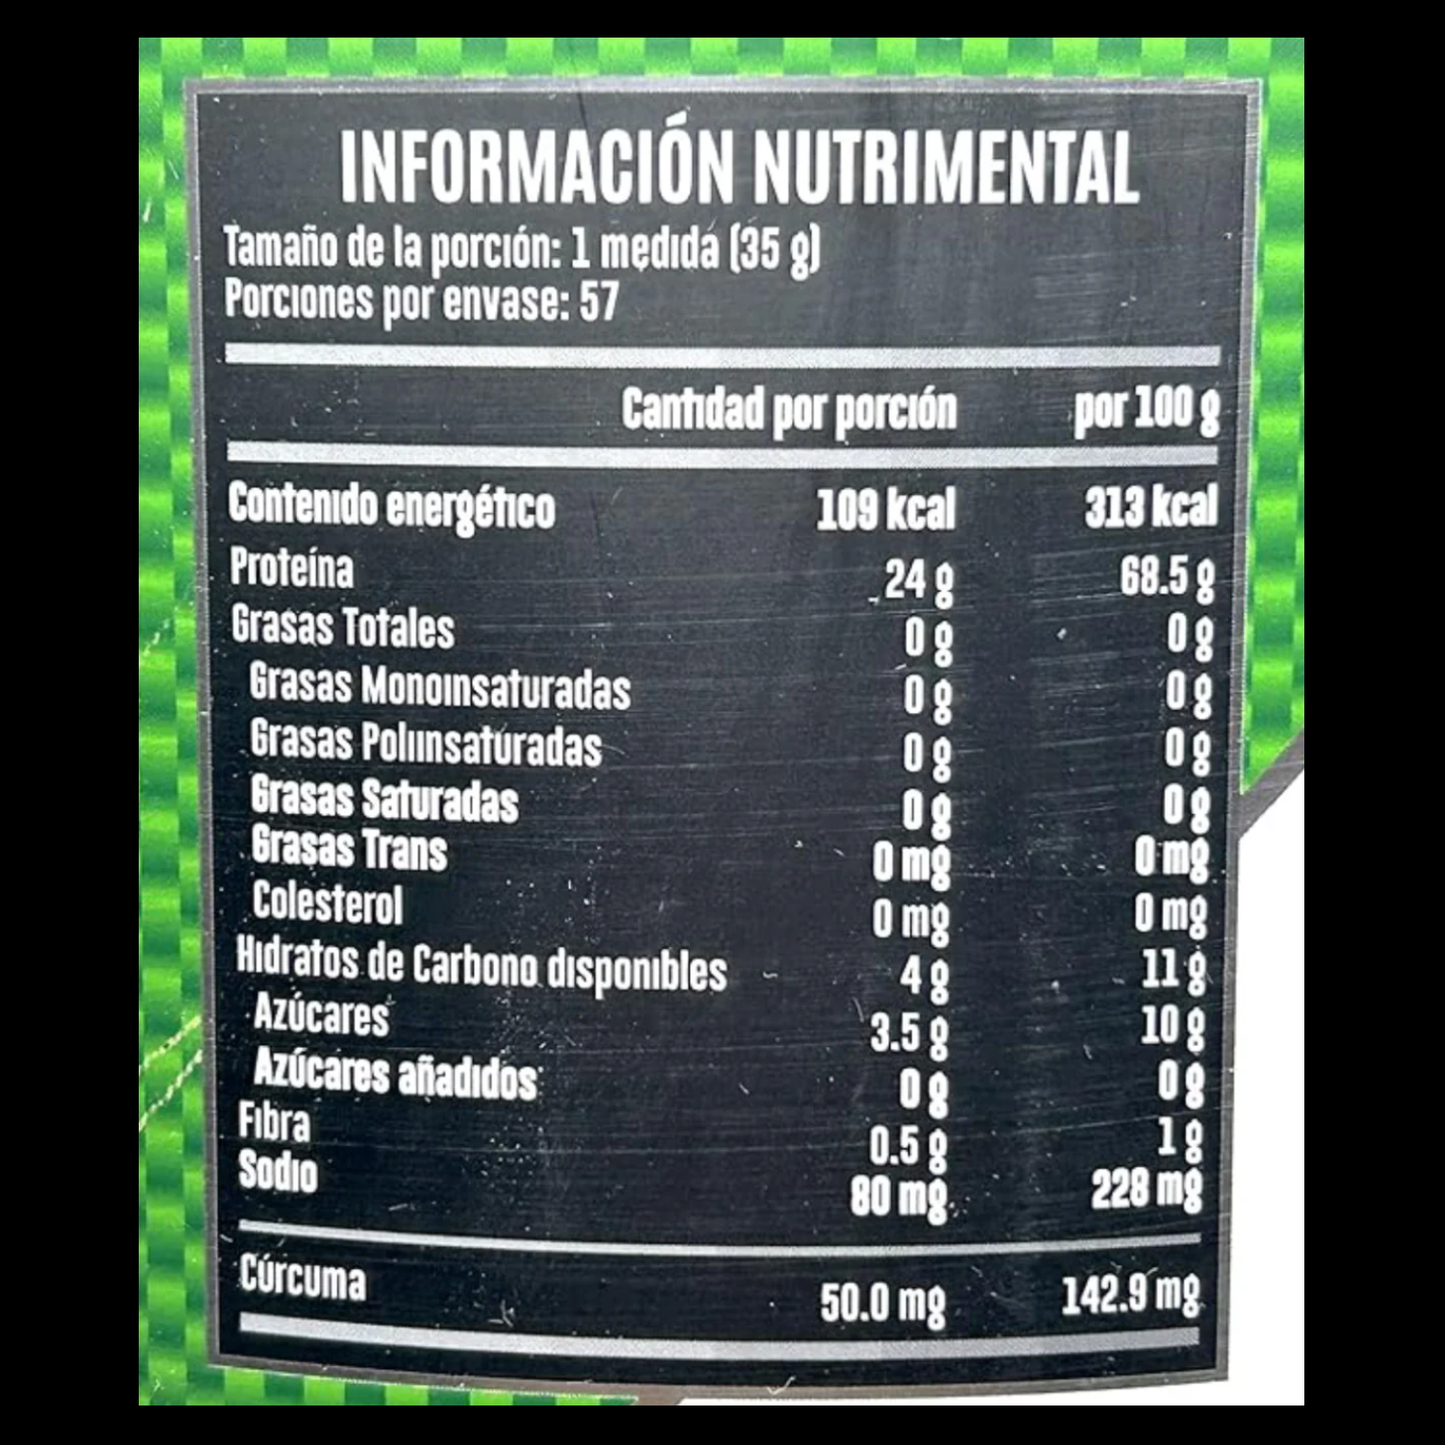 INFORMACIÓN NUTRIMENTAL
Tamaño de la porción: 1 medida (35 g)
Porciones por envase: 57
Cantidad por porción por 100 g
Contenido energético 109 kcal 313 kcal
Proteína 24 g 68.5 g
Grasas Totales 0 g 0 g
Grasas Monoinsaturadas 0 g 0 g
Grasas Poliinsaturadas 0 g 0 g
Grasas Saturadas 0 g 0 g
Grasas Trans 0 mg 0 mg
Colesterol 0 mg 0 mg
Hidratos de Carbono disponibles 4 g 11 g
Azúcares 3.5 g 10 g
Azúcares añadidos 0 g 0 g
Fibra 0.5 g 1 g
Sodio 80 mg 228 mg
Cúrcuma 50.0 mg 142.9 mg